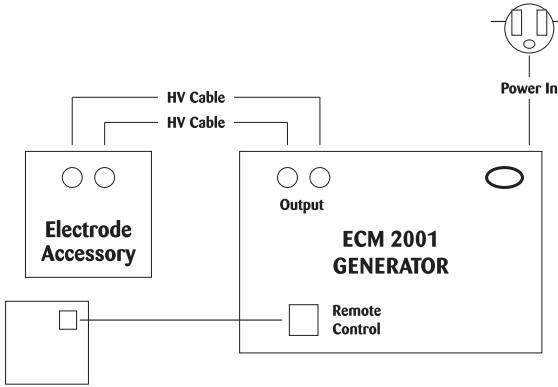 Power In
HV Cable
HV Cable
Output
Electrode
Accessory
ECM 2001
GENERATOR
Remote
Control